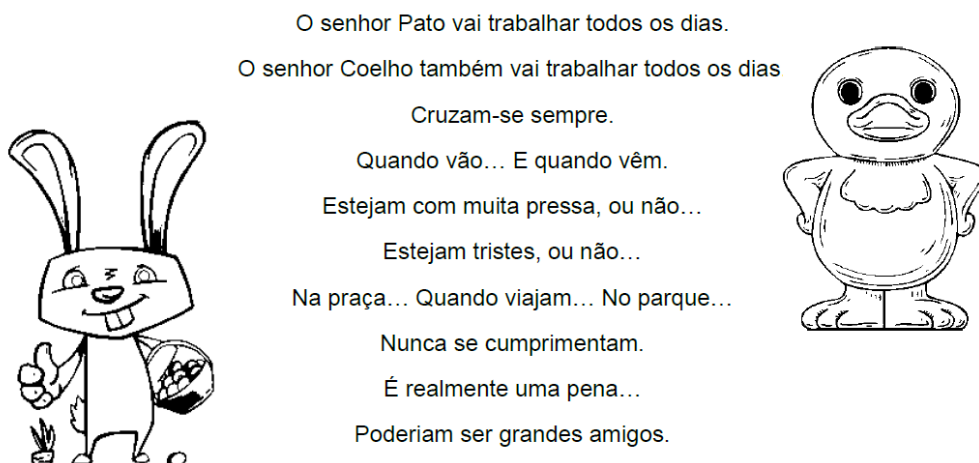 O senhor Pato vai trabalhar todos os dias.
O senhor Coelho também vai trabalhar todos os dias
Cruzam-se sempre.
Quando vão… E quando vêm.
Estejam com muita pressa, ou não…
Estejam tristes, ou não…
Na praça… Quando viajam… No parque…
Nunca se cumprimentam.
É realmente uma pena…
Poderiam ser grandes amigos.